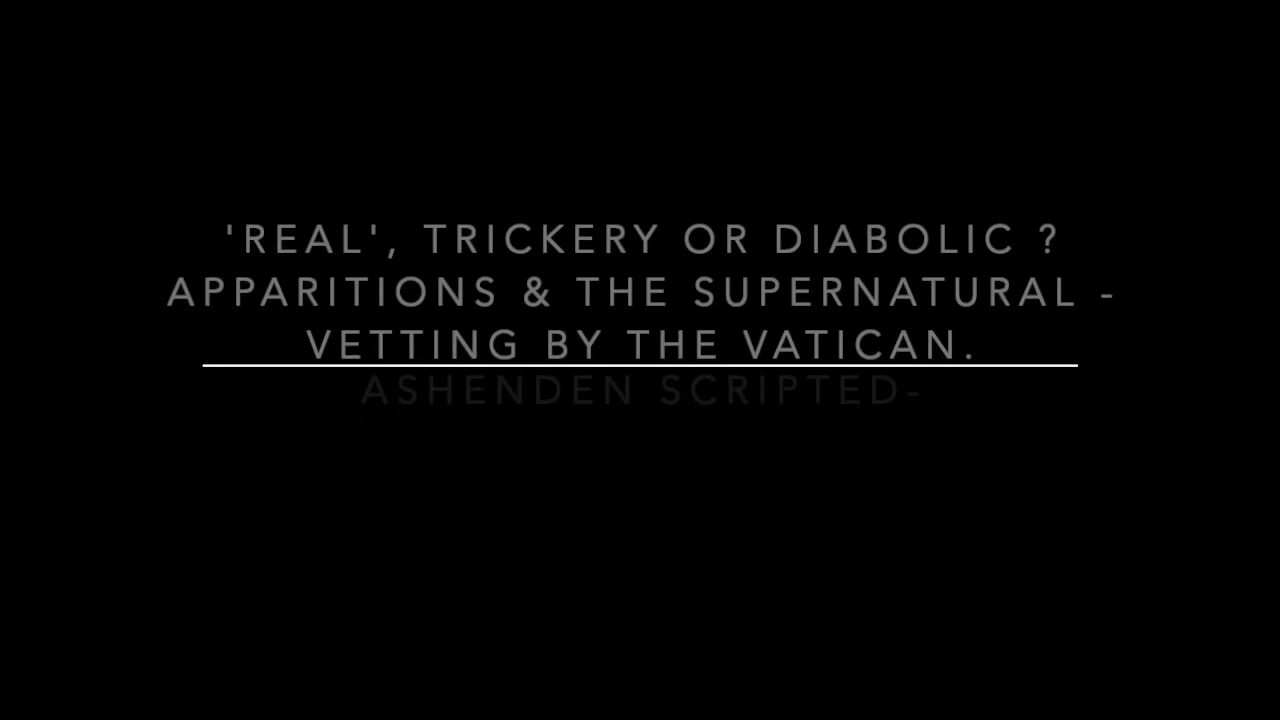 'REAL', TRICKERY OR DIABOLIC ?
APPARITIONS & THE SUPERNATURAL -
VETTING BY THE VATICAN.
ASHENDEN SCRIPTED-